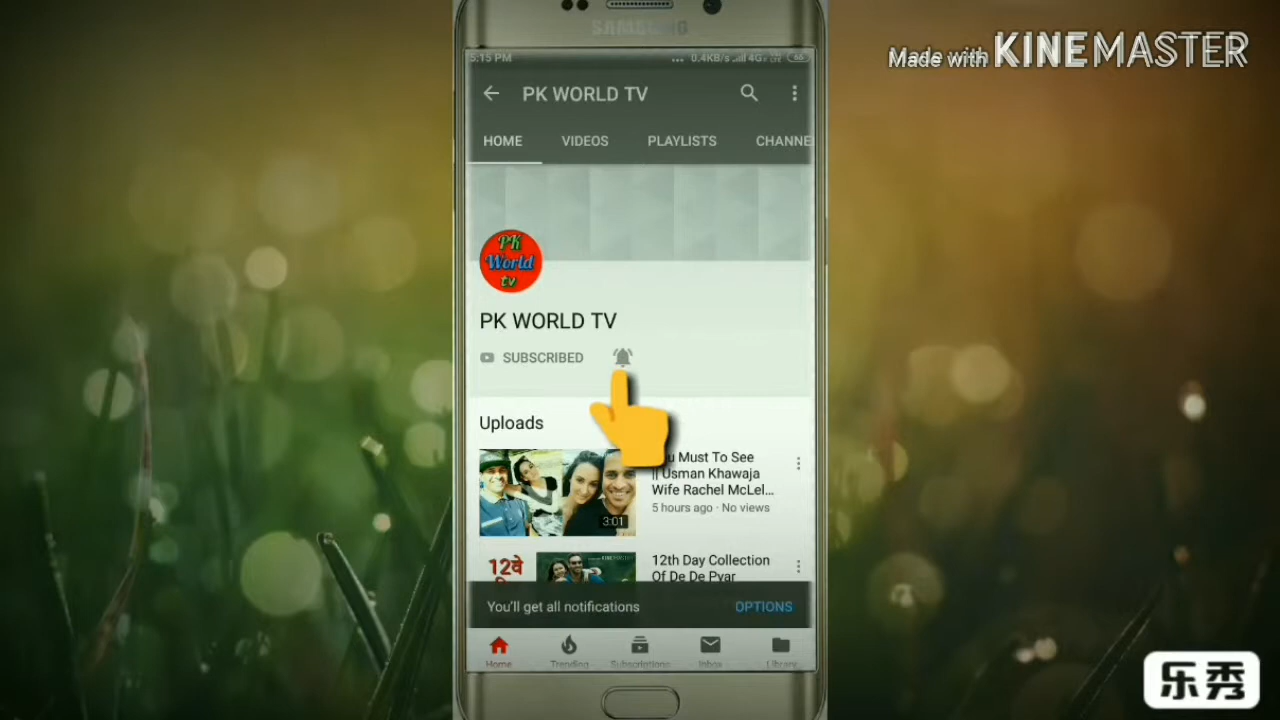 SAMSUNG
Made with KINEMASTER
5:15 PM
... 0.4KB/s 4G+ LTE 66
PK WORLD TV
HOME VIDEOS PLAYLISTS CHANNE
PK
World
tv
PK WORLD TV
SUBSCRIBED
Uploads
u Must To See
|| Usman Khawaja
Wife Rachel McLel...
5 hours ago · No views
3:01
12वे
12th Day Collection
Of De De Pyar
You'll get all notifications OPTIONS
Home Trending Subscriptions Inbox Library
乐秀